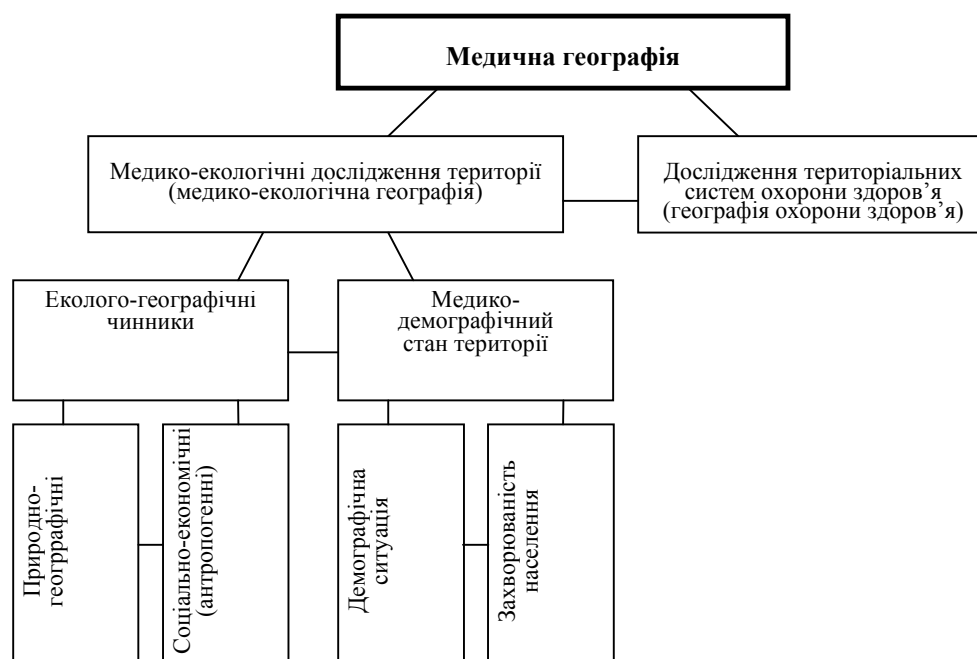 Медична географія
Медико-екологічні дослідження території
(медико-екологічна географія)
Дослідження територіальних
систем охорони здоров’я
(географія охорони здоров’я)
Еколого-географічні
чинники
Медико-
демографічний
стан території
Природно-
геогррафічні
Соціально-економічні
(антропогенні)
Демографічна
ситуація
Захворюваність
населення